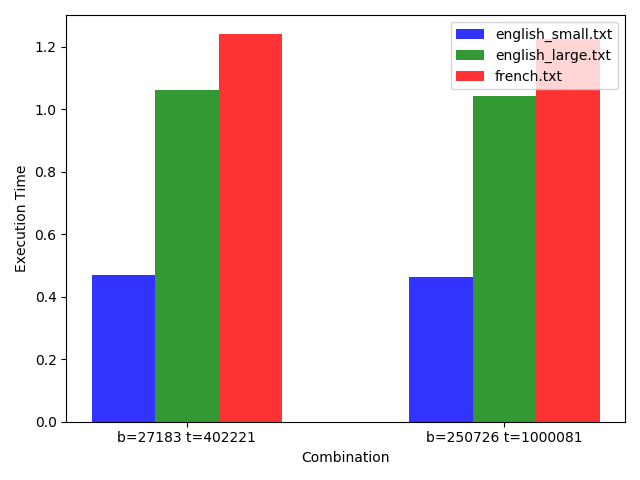 english_small.txt
english_large.txt
french.txt
Execution Time
1.2
1.0
0.8
0.6
0.4
0.2
0.0
b=27183 t=402221
b=250726 t=1000081
Combination